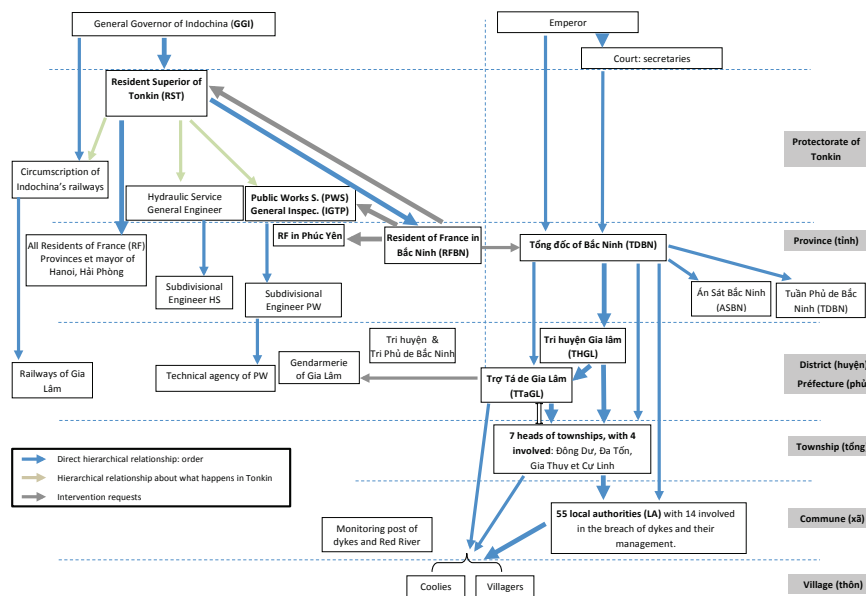 General Governor of Indochina (GGI)
Emperor
Court: secretaries
Resident Superior of
Tonkin (RST)
Protectorate of
Tonkin
Circumscription of
Indochina's railways
Hydraulic Service
General Engineer
Public Works S. (PWS)
General Inspec. (IGTP)
All Residents of France (RF)
Provinces et mayor of
Hanoi, Hải Phòng
RF in Phúc Yên
Resident of France in
Bắc Ninh (RFBN)
Tổng đốc of Bắc Ninh (TDBN)
Province (tỉnh)
Subdivisional
Engineer HS
Subdivisional
Engineer PW
Án Sát Bắc Ninh
(ASBN)
Tuần Phủ de Bắc
Ninh (TDBN)
Railways of Gia
Lâm
Technical agency of PW
Gendarmerie
of Gia Lâm
Tri huyện &
Tri Phủ de Bắc Ninh
Tri huyện Gia lâm
(THGL)
Trợ Tá de Gia Lâm
(TTaGL)
District (huyện)
Préfecture (phủ
7 heads of townships, with 4
involved: Đông Dư, Đa Tốn,
Gia Thụy et Cự Linh
Township (tổng
Direct hierarchical relationship: order
Hierarchical relationship about what happens in Tonkin
Intervention requests
Monitoring post of
dykes and Red River
55 local authorities (LA) with 14 involved
in the breach of dykes and their
management.
Commune (xã)
Coolies
Villagers
Village (thôn)